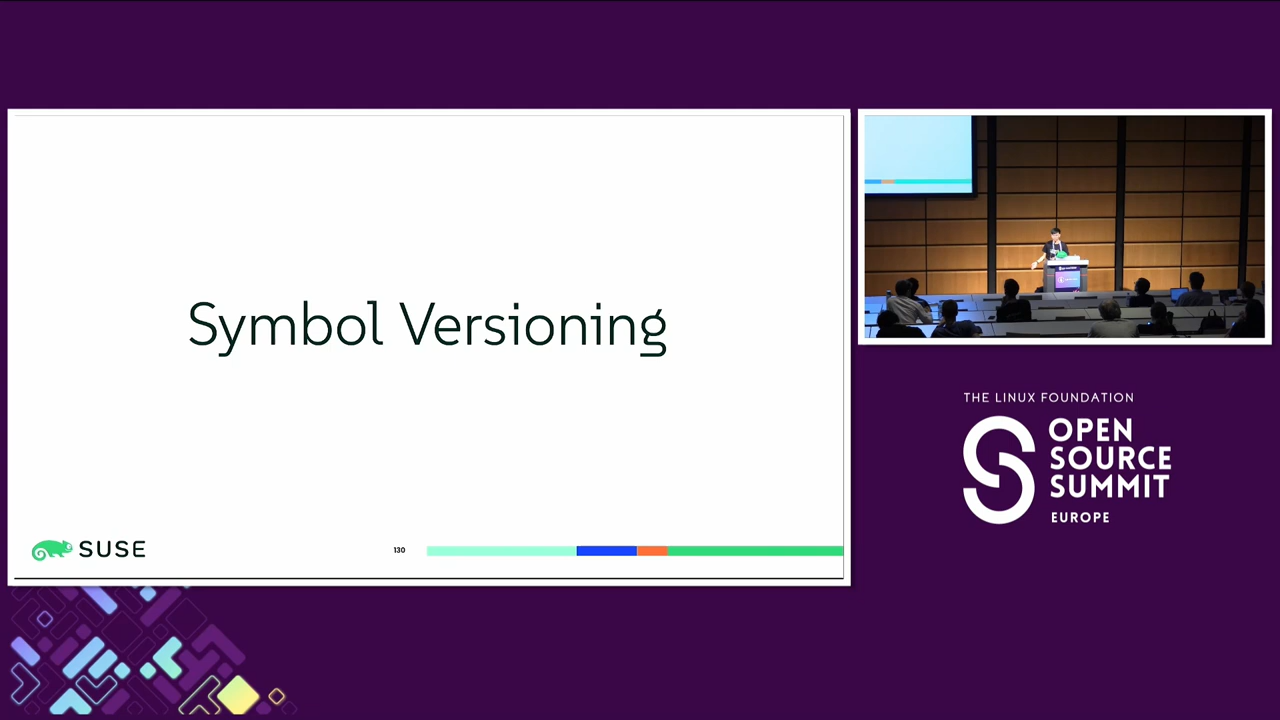 Symbol Versioning
SUSE
130
THE LINUX FOUNDATION
OPEN
SOURCE
SUMMIT
EUROPE